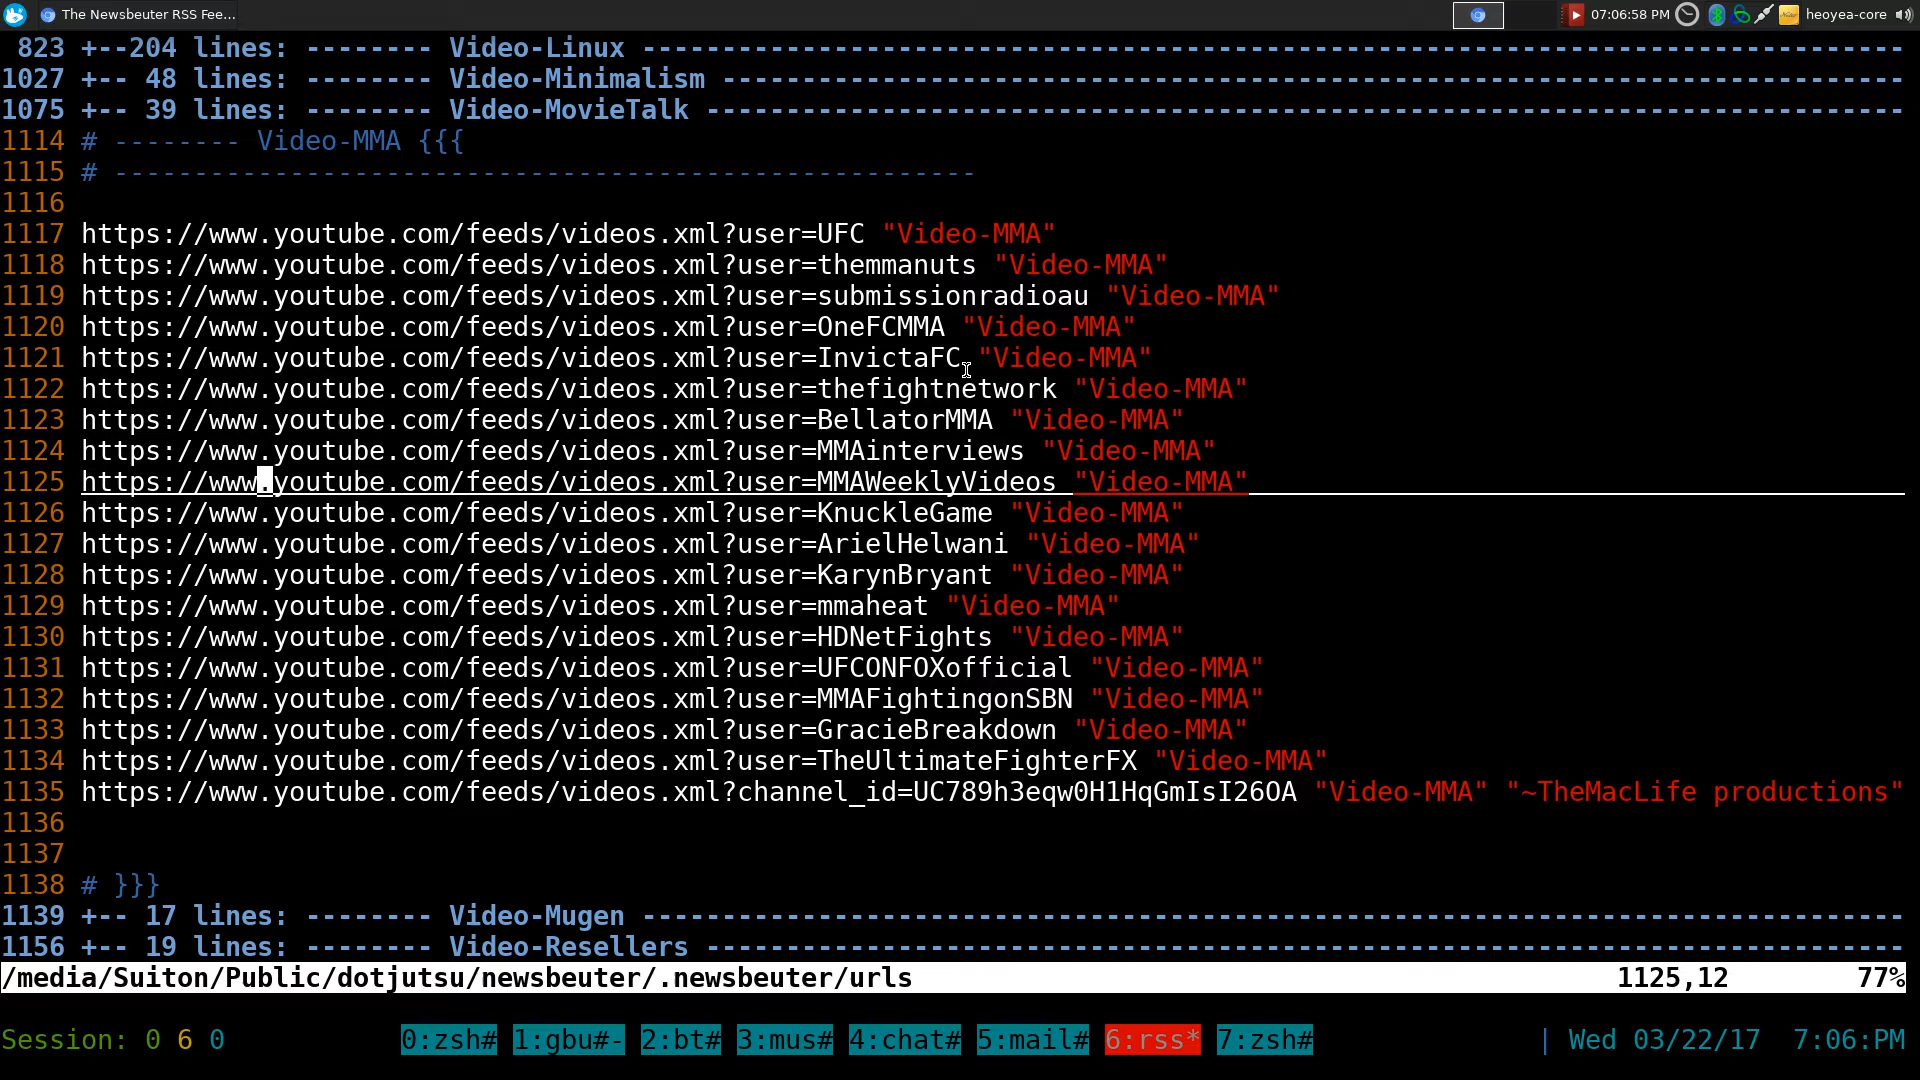 The Newsbeuter RSS Fee... 07:06:58 PM heoyea-core
823 +--204 lines: -------- Video-Linux -------------------------------------------------------------------------------
1027 +-- 48 lines: -------- Video-Minimalism --------------------------------------------------------------------------
1075 +-- 39 lines: -------- Video-MovieTalk ---------------------------------------------------------------------------
1114 # -------- Video-MMA {{{
1115 # ------------------------------------------------------
1116
1117 https://www.youtube.com/feeds/videos.xml?user=UFC "Video-MMA"
1118 https://www.youtube.com/feeds/videos.xml?user=themmanuts "Video-MMA"
1119 https://www.youtube.com/feeds/videos.xml?user=submissionradioau "Video-MMA"
1120 https://www.youtube.com/feeds/videos.xml?user=OneFCMMA "Video-MMA"
1121 https://www.youtube.com/feeds/videos.xml?user=InvictaFC "Video-MMA"
1122 https://www.youtube.com/feeds/videos.xml?user=thefightnetwork "Video-MMA"
1123 https://www.youtube.com/feeds/videos.xml?user=BellatorMMA "Video-MMA"
1124 https://www.youtube.com/feeds/videos.xml?user=MMAinterviews "Video-MMA"
1125 https://www.youtube.com/feeds/videos.xml?user=MMAWeeklyVideos "Video-MMA"
1126 https://www.youtube.com/feeds/videos.xml?user=KnuckleGame "Video-MMA"
1127 https://www.youtube.com/feeds/videos.xml?user=ArielHelwani "Video-MMA"
1128 https://www.youtube.com/feeds/videos.xml?user=KarynBryant "Video-MMA"
1129 https://www.youtube.com/feeds/videos.xml?user=mmaheat "Video-MMA"
1130 https://www.youtube.com/feeds/videos.xml?user=HDNetFights "Video-MMA"
1131 https://www.youtube.com/feeds/videos.xml?user=UFCONFOXofficial "Video-MMA"
1132 https://www.youtube.com/feeds/videos.xml?user=MMAFightingonSBN "Video-MMA"
1133 https://www.youtube.com/feeds/videos.xml?user=GracieBreakdown "Video-MMA"
1134 https://www.youtube.com/feeds/videos.xml?user=TheUltimateFighterFX "Video-MMA"
1135 https://www.youtube.com/feeds/videos.xml?channel_id=UC789h3eqw0H1HqGmIsI26OA "Video-MMA" "~TheMacLife productions"
1136
1137
1138 # }}}
1139 +-- 17 lines: -------- Video-Mugen -------------------------------------------------------------------------------
1156 +-- 19 lines: -------- Video-Resellers ---------------------------------------------------------------------------
/media/Suiton/Public/dotjutsu/newsbeuter/.newsbeuter/urls 1125,12 77%
Session: 0 6 0 0:zsh# 1:gbu#- 2:bt# 3:mus# 4:chat# 5:mail# 6:rss* 7:zsh# | Wed 03/22/17 7:06:PM